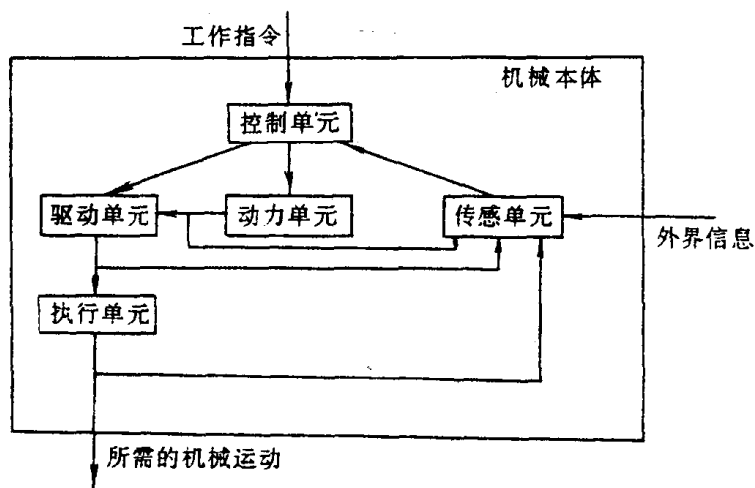 工作指令
机械本体
控制单元
驱动单元
动力单元
传感单元
外界信息
执行单元
所需的机械运动